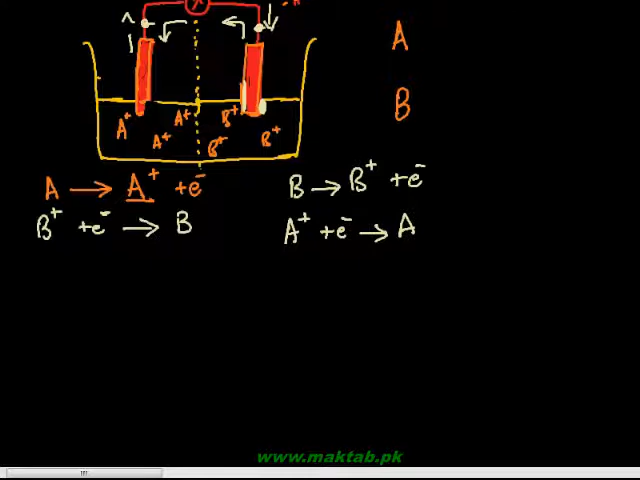 A
B
A⁺ A⁺ A⁺ B⁺ B⁺ B⁺
A → A⁺ + e⁻
B → B⁺ + e⁻
B⁺ + e⁻ → B
A⁺ + e⁻ → A
www.maktab.pk